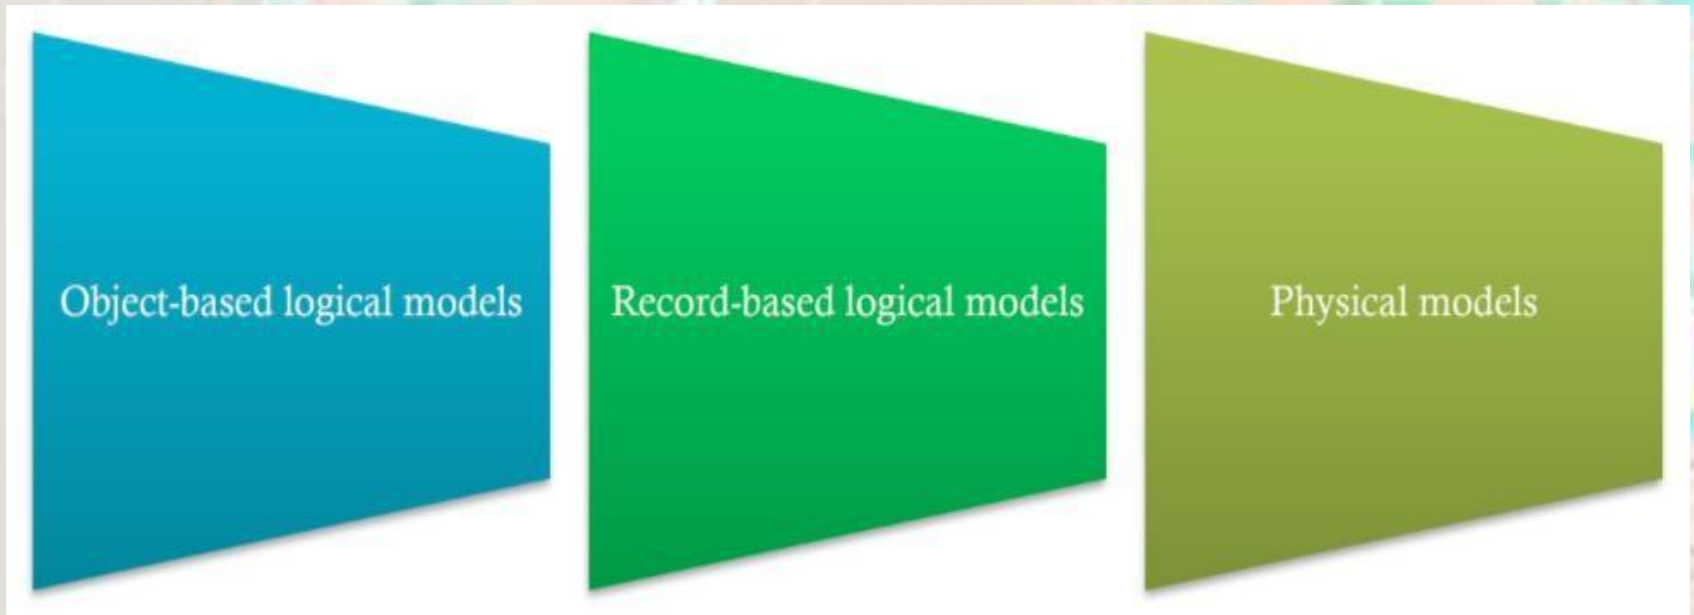 Object-based logical models
Record-based logical models
Physical models